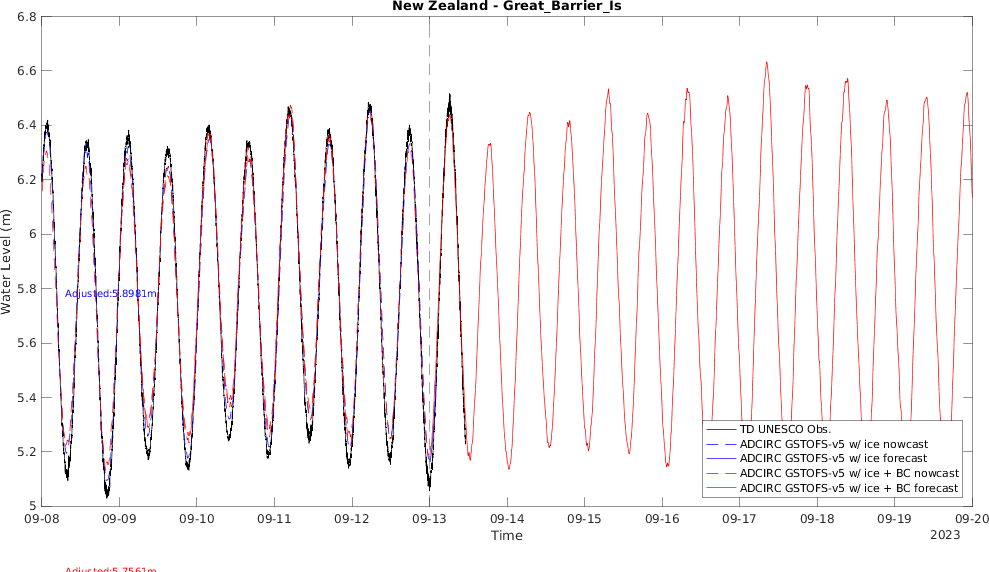 New Zealand - Great_Barrier_Is
6.8
6.6
6.4
6.2
6
5.8
5.6
5.4
5.2
5
Water Level (m)
Adjusted:5.8981m
TD UNESCO Obs.
ADCIRC GSTOFS-v5 w/ ice nowcast
ADCIRC GSTOFS-v5 w/ ice forecast
ADCIRC GSTOFS-v5 w/ ice + BC nowcast
ADCIRC GSTOFS-v5 w/ ice + BC forecast
09-08 09-09 09-10 09-11 09-12 09-13 09-14 09-15 09-16 09-17 09-18 09-19 09-20
Time
2023
Adjusted:5.7561m